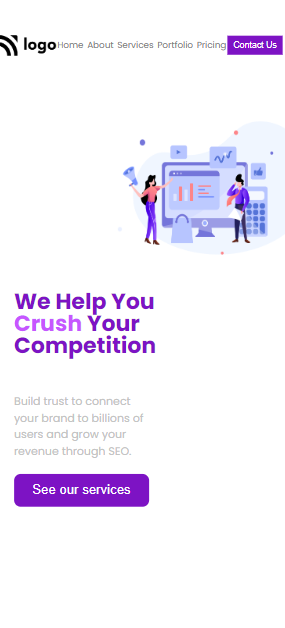 logo Home About Services Portfolio Pricing Contact Us
We Help You
Crush Your
Competition
Build trust to connect
your brand to billions of
users and grow your
revenue through SEO.
See our services